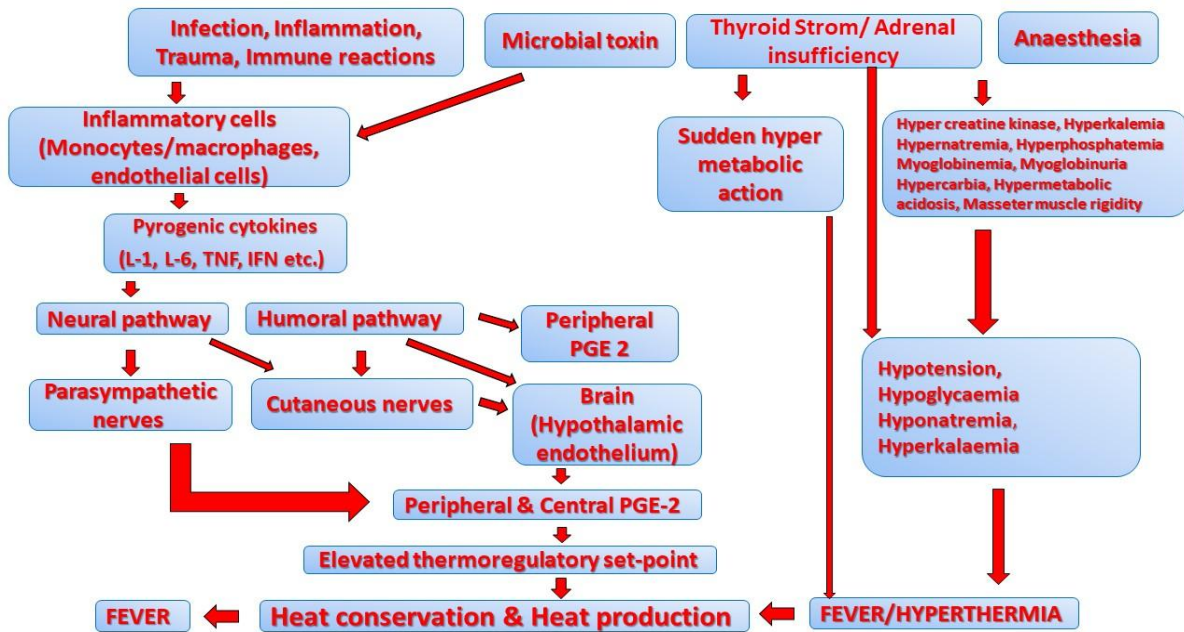 Infection, Inflammation,
Trauma, Immune reactions
Microbial toxin
Thyroid Strom/ Adrenal
insufficiency
Anaesthesia
Inflammatory cells
(Monocytes/macrophages,
endothelial cells)
Sudden hyper
metabolic
action
Hyper creatine kinase, Hyperkalemia
Hypernatremia, Hyperphosphatemia
Myoglobinemia, Myoglobinuria
Hypercarbia, Hypermetabolic
acidosis, Masseter muscle rigidity
Pyrogenic cytokines
(L-1, L-6, TNF, IFN etc.)
Neural pathway
Humoral pathway
Peripheral
PGE 2
Parasympathetic
nerves
Cutaneous nerves
Brain
(Hypothalamic
endothelium)
Hypotension,
Hypoglycaemia
Hyponatremia,
Hyperkalaemia
Peripheral & Central PGE-2
Elevated thermoregulatory set-point
FEVER
Heat conservation & Heat production
FEVER/HYPERTHERMIA